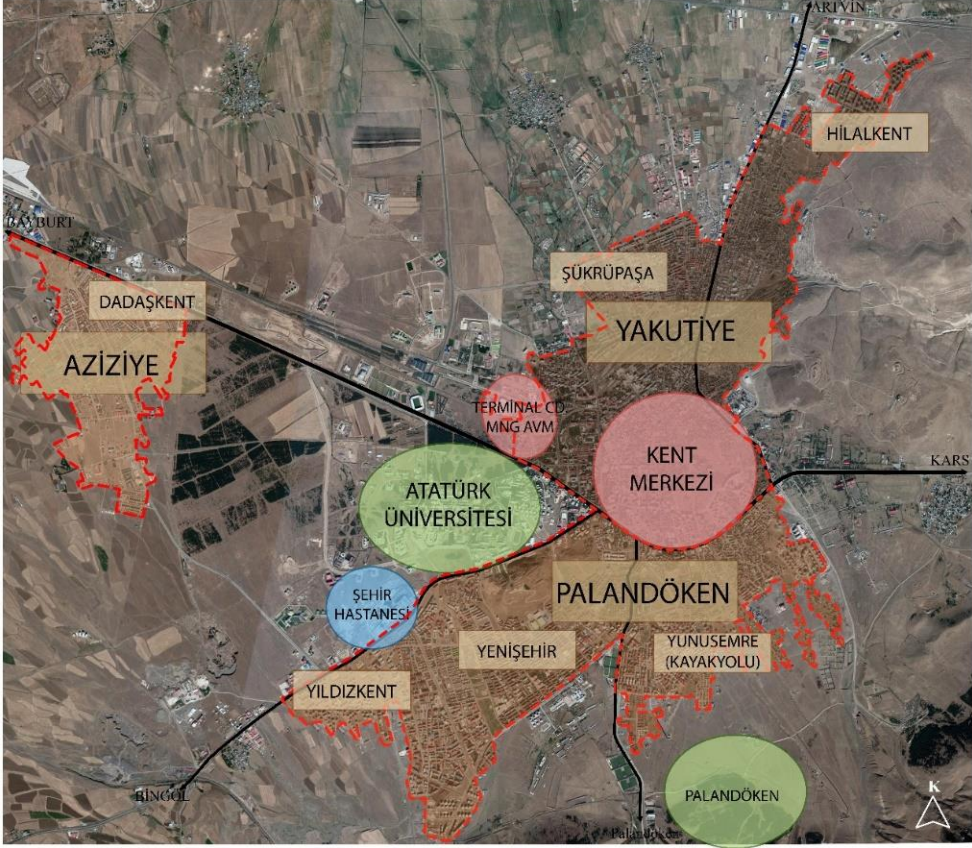 ARTVİN
HİLALKENT
BAYBURT
ŞÜKRÜPAŞA
DADAŞKENT
YAKUTİYE
AZİZİYE
TERMİNAL CD
MNG AVM
KENT
MERKEZİ
KARS
ATATÜRK
ÜNİVERSİTESİ
PALANDÖKEN
ŞEHİR
HASTANESİ
YENİŞEHİR
YUNUSEMRE
(KAYAKYOLU)
YILDIZKENT
BİNGÖL
PALANDÖKEN
K
Palandöken